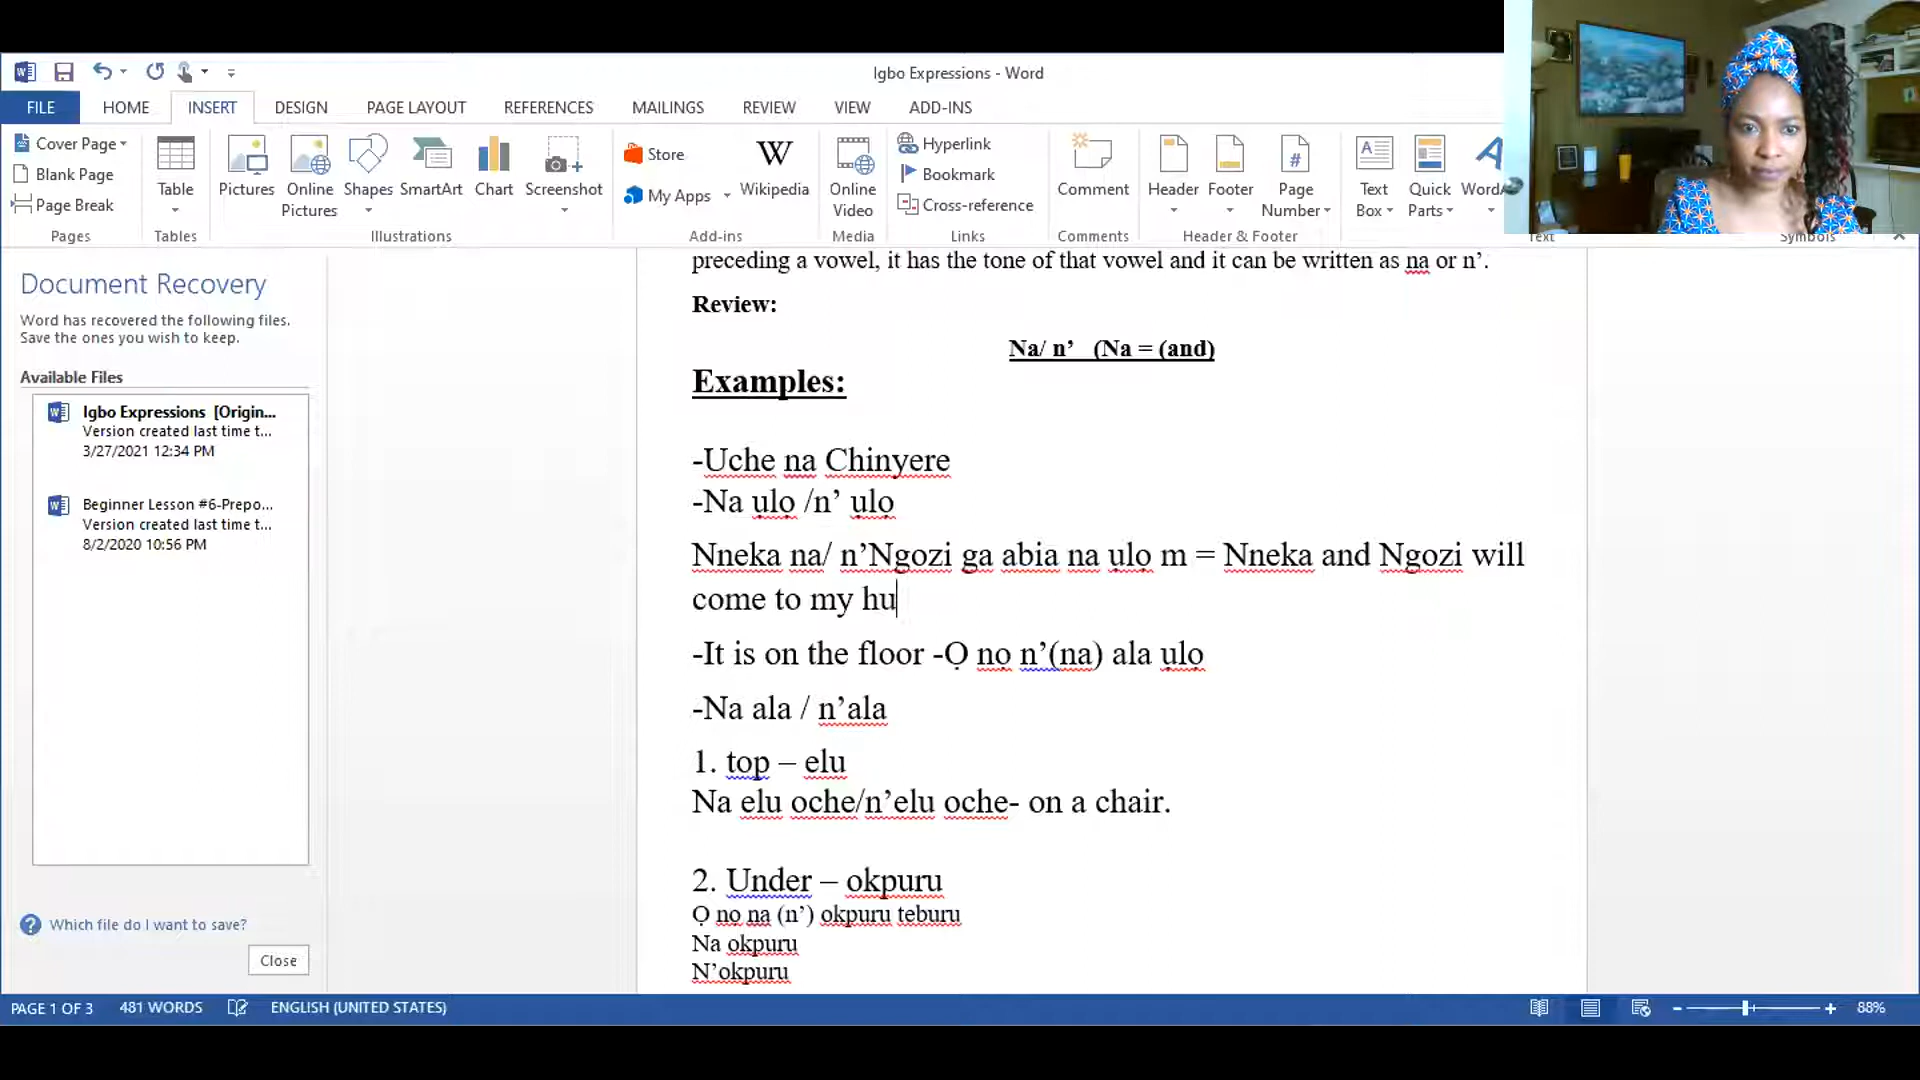 Igbo Expressions - Word
FILE HOME INSERT DESIGN PAGE LAYOUT REFERENCES MAILINGS REVIEW VIEW ADD-INS
Cover Page
Blank Page
Page Break
Pages
Table
Tables
Pictures
Online Pictures
Shapes
SmartArt
Chart
Screenshot
Illustrations
Store
My Apps
Wikipedia
Add-ins
Online Video
Media
Hyperlink
Bookmark
Cross-reference
Links
Comment
Comments
Header
Footer
Page Number
Header & Footer
Text Box
Quick Parts
Text
Symbols
Document Recovery
Word has recovered the following files.
Save the ones you wish to keep.
Available Files
Igbo Expressions [Origin...
Version created last time t...
3/27/2021 12:34 PM
Beginner Lesson #6-Prepo...
Version created last time t...
8/2/2020 10:56 PM
Which file do I want to save?
Close
preceding a vowel, it has the tone of that vowel and it can be written as na or n’.
Review:
Na/ n’ (Na = (and)
Examples:
-Uche na Chinyere
-Na ụlọ /n’ ụlọ
Nneka na/ n’Ngozi ga abia na ụlọ m = Nneka and Ngozi will
come to my hu
-It is on the floor -Ọ nọ n’(na) ala ụlọ
-Na ala / n’ala
1. top – elu
Na elu oche/n’elu oche- on a chair.
2. Under – okpuru
Ọ nọ na (n’) okpuru teburu
Na okpuru
N’okpuru
PAGE 1 OF 3 481 WORDS ENGLISH (UNITED STATES) 88%